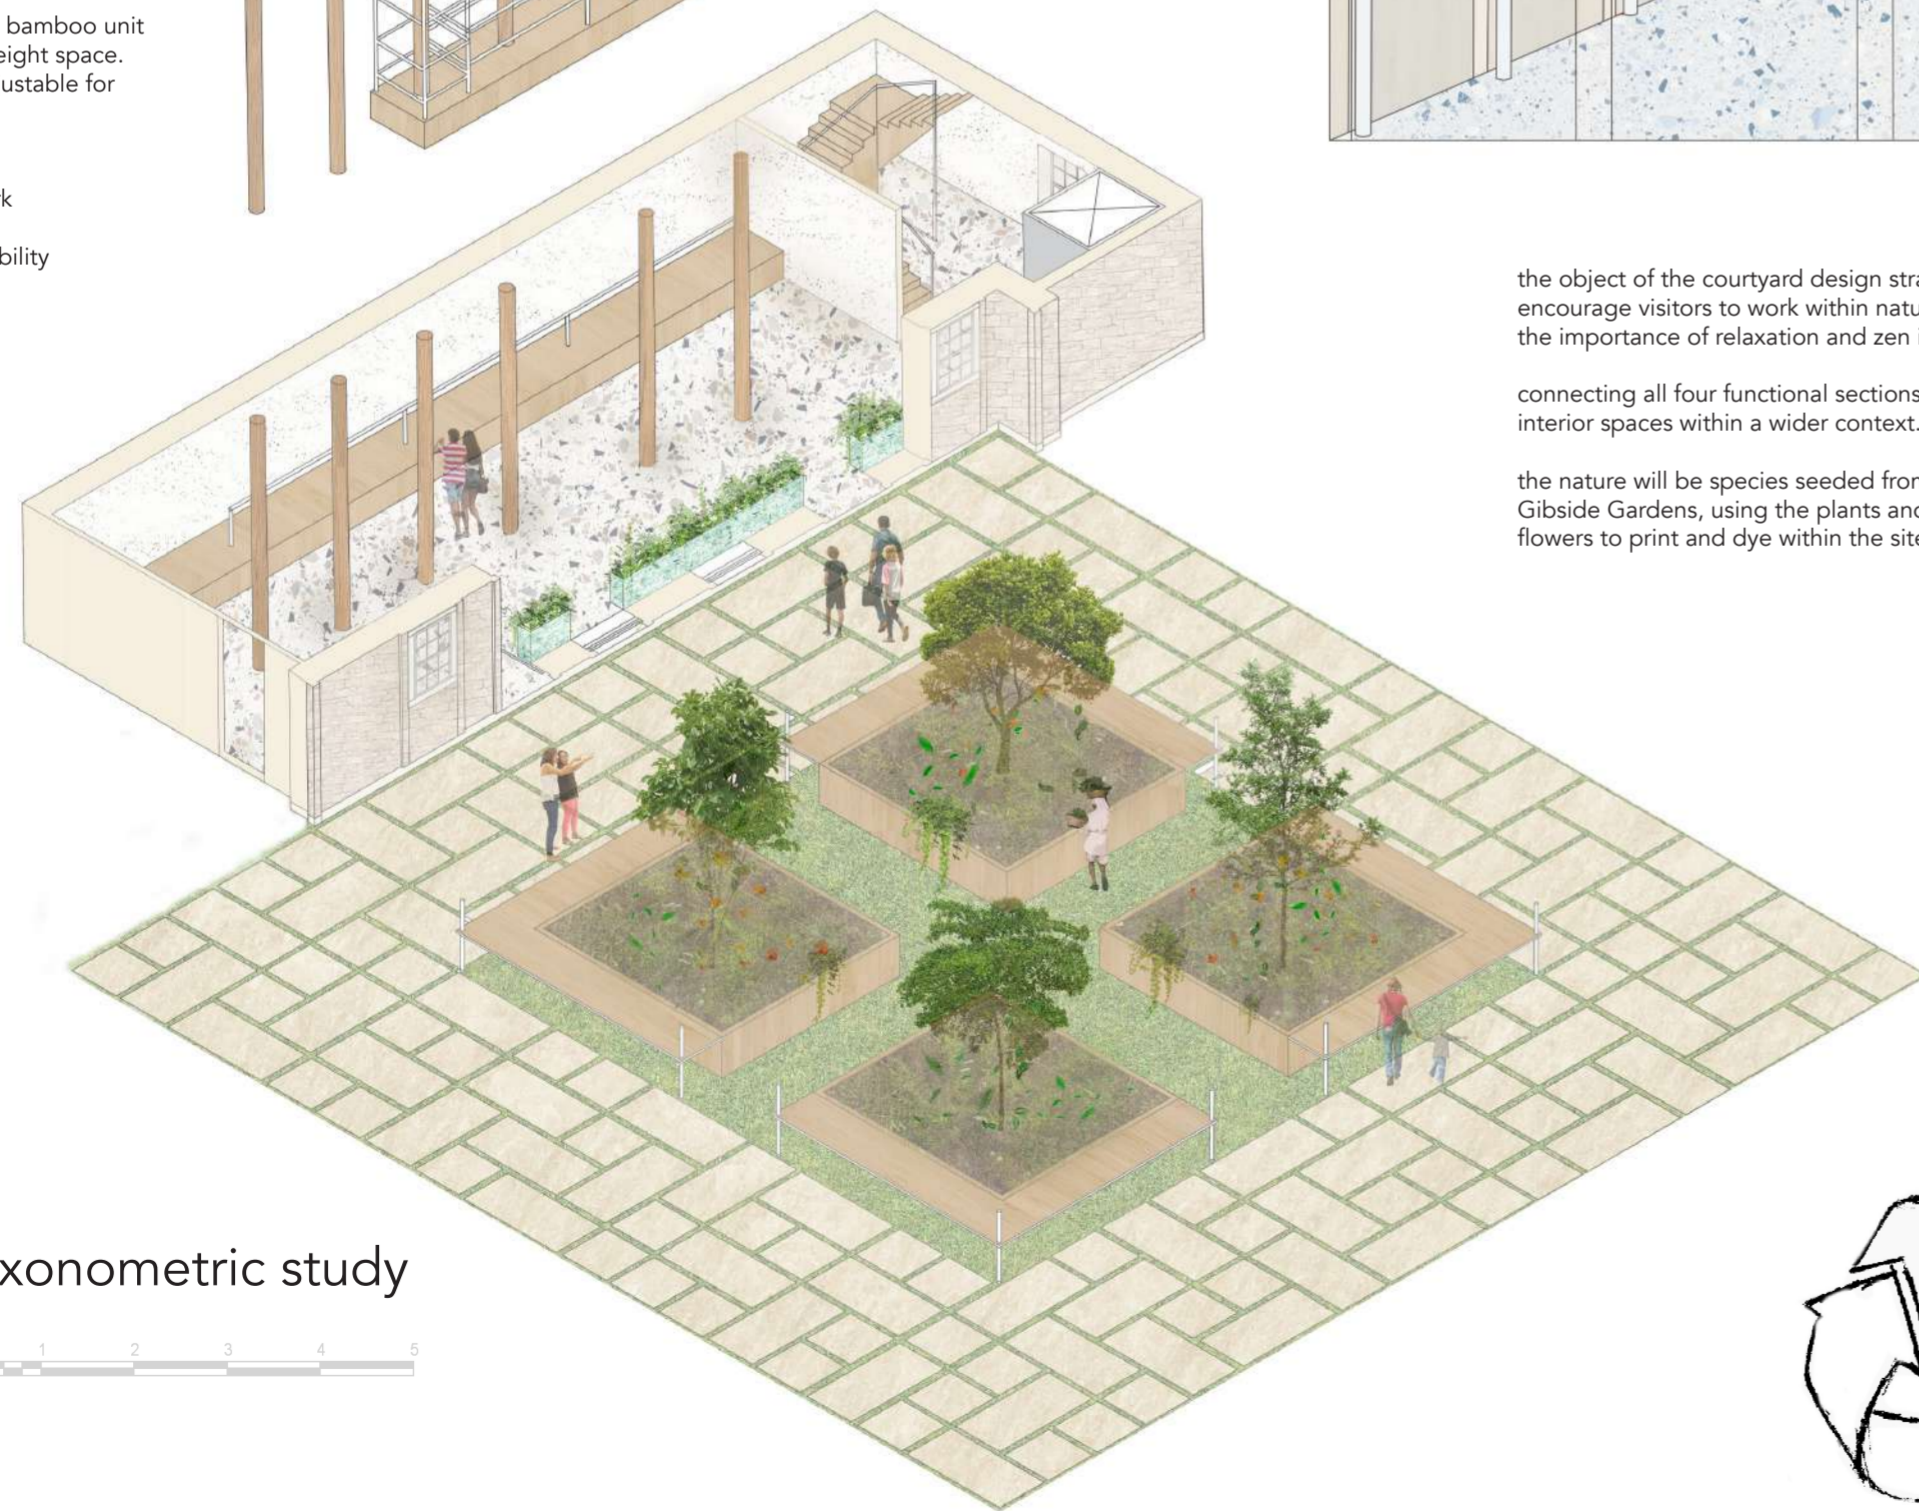 bamboo unit
eight space.
ustable for
rk
bility
the object of the courtyard design stra
encourage visitors to work within natu
the importance of relaxation and zen i
connecting all four functional sections
interior spaces within a wider context.
the nature will be species seeded from
Gibside Gardens, using the plants and
flowers to print and dye within the site
xonometric study
1 2 3 4 5